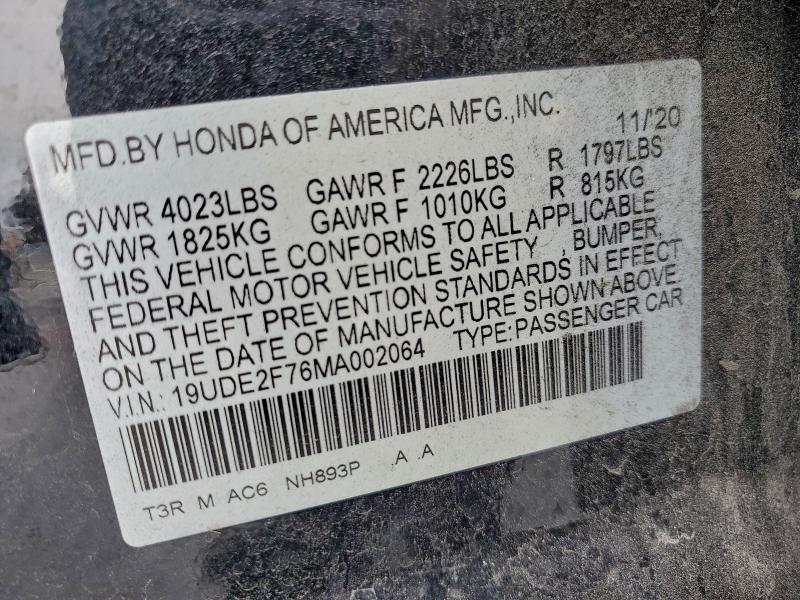 MFD.BY HONDA OF AMERICA MFG.,INC. 11/'20
GVWR 4023LBS GAWR F 2226LBS R 1797LBS
GVWR 1825KG GAWR F 1010KG R 815KG
THIS VEHICLE CONFORMS TO ALL APPLICABLE
FEDERAL MOTOR VEHICLE SAFETY , BUMPER,
AND THEFT PREVENTION STANDARDS IN EFFECT
ON THE DATE OF MANUFACTURE SHOWN ABOVE
V.I.N.: 19UDE2F76MA002064 TYPE:PASSENGER CAR
T3R M AC6 NH893P .A .A